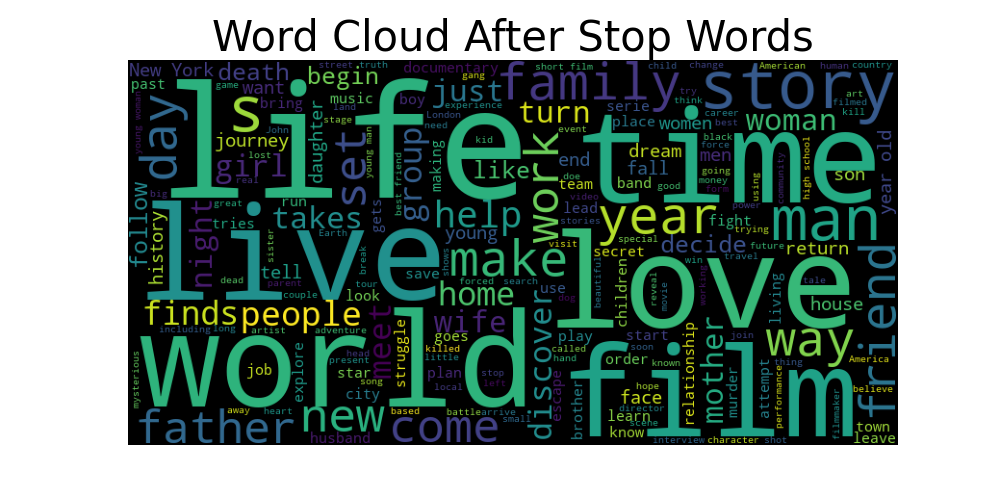 Word Cloud After Stop Words
New York
death
begin
documentary
street
truth
short film
child
change
American
human
country
past
game
want
music
gang
family
story
try
think
art
filmed
kill
bring
boy
just
experience
London
turn
serie
career
best
day
life
s
John
stage
land
need
place
women
woman
time
black
force
journey
daughter
set
young man
group
making
kid
event
end
doe
dream
men
going
money
son
year old
young woman
girl
lost
real
like
work
team
fall
band
good
form
using
community
high school
big
great
run
best friend
video
lead
stories
year
power
follow
night
tries
takes
gets
help
fight
trying
man
history
sister
Earth
young
special
secret
decide
future
return
live
tell
break
shows
make
visit
win
travel
dead
parent
save
forced
search
beautiful
children
reveal
movie
love
living
tale
friend
couple
tour
look
home
use
dog
working
house
finds
people
including
long
artist
adventure
meet
struggle
wife
goes
discover
escape
play
called
hand
start
soon
relationship
mother
join
way
world
mysterious
job
explore
head
present
star
song
city
killed
little
plan
local
stop
left
brother
order
known
hope
face
film
murder
attempt
thing
performance
America
believe
father
away
heart
new
husband
based
battle
arrive
small
come
learn
director
know
scene
interview
character
shot
filmmaker
town
leave